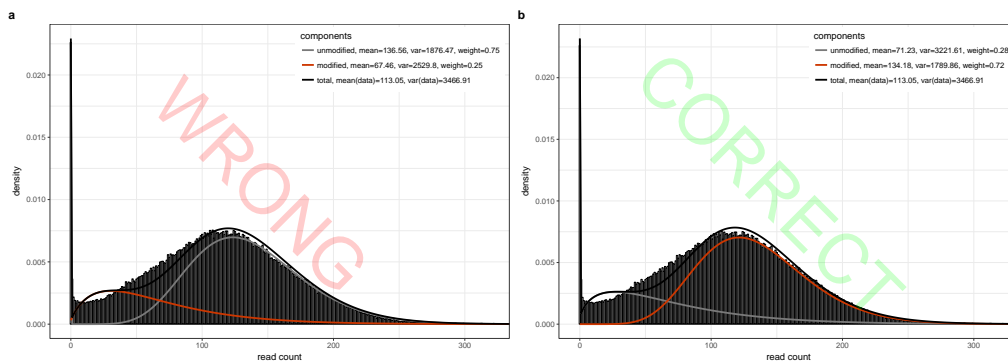 a
components
unmodified, mean=136.56, var=1876.47, weight=0.75
modified, mean=67.46, var=2529.8, weight=0.25
total, mean(data)=113.05, var(data)=3466.91
WRONG
density
0.020
0.015
0.010
0.005
0.000
0 100 200 300
read count
b
components
unmodified, mean=71.23, var=3221.61, weight=0.28
modified, mean=134.18, var=1789.86, weight=0.72
total, mean(data)=113.05, var(data)=3466.91
CORRECT
density
0.020
0.015
0.010
0.005
0.000
0 100 200 300
read count